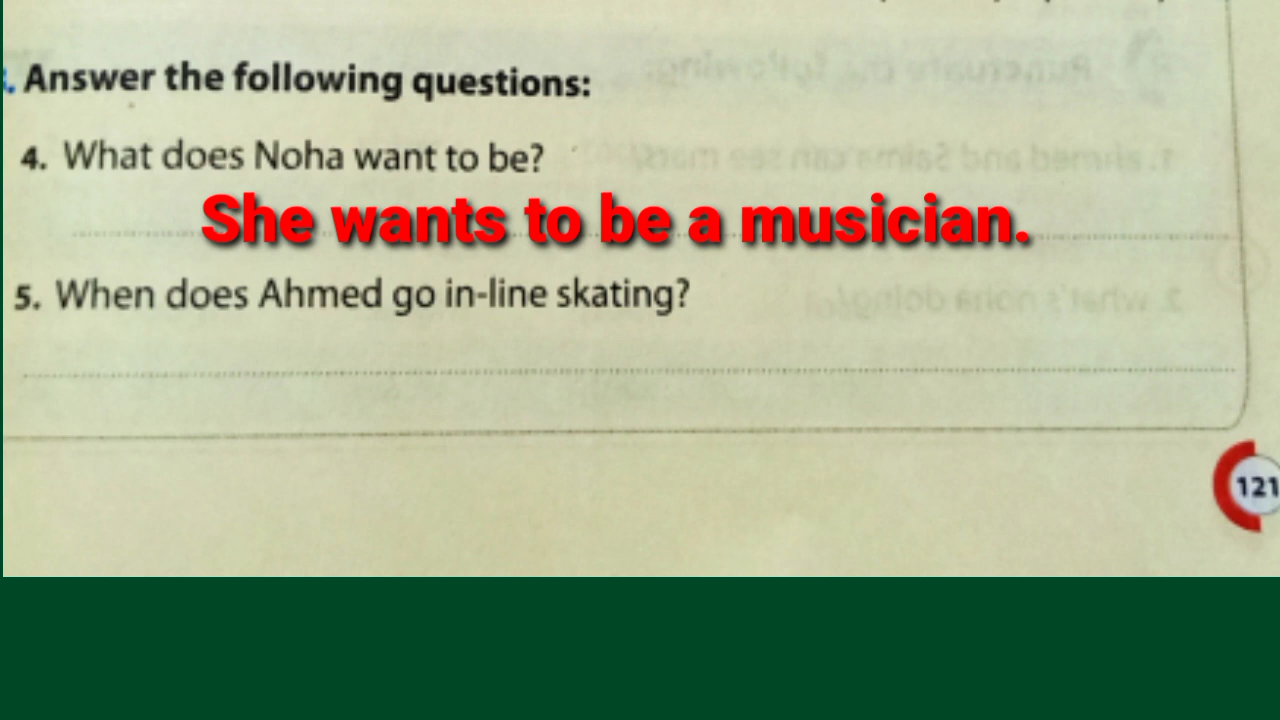 . Answer the following questions:
4. What does Noha want to be?
She wants to be a musician.
5. When does Ahmed go in-line skating?
121